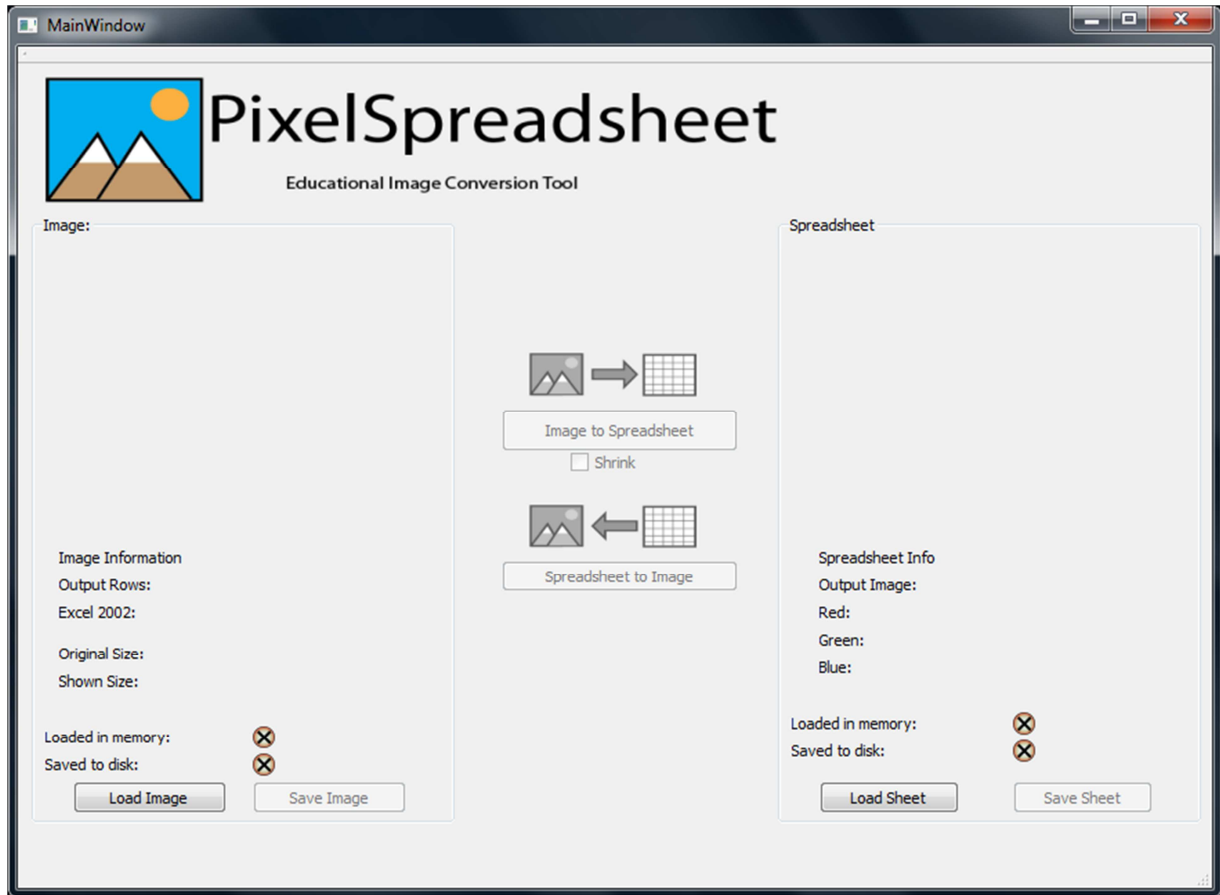 MainWindow
PixelSpreadsheet
Educational Image Conversion Tool
Image:
Image Information
Output Rows:
Excel 2002:
Original Size:
Shown Size:
Loaded in memory:
Saved to disk:
Load Image
Save Image
Image to Spreadsheet
Shrink
Spreadsheet to Image
Spreadsheet
Spreadsheet Info
Output Image:
Red:
Green:
Blue:
Loaded in memory:
Saved to disk:
Load Sheet
Save Sheet